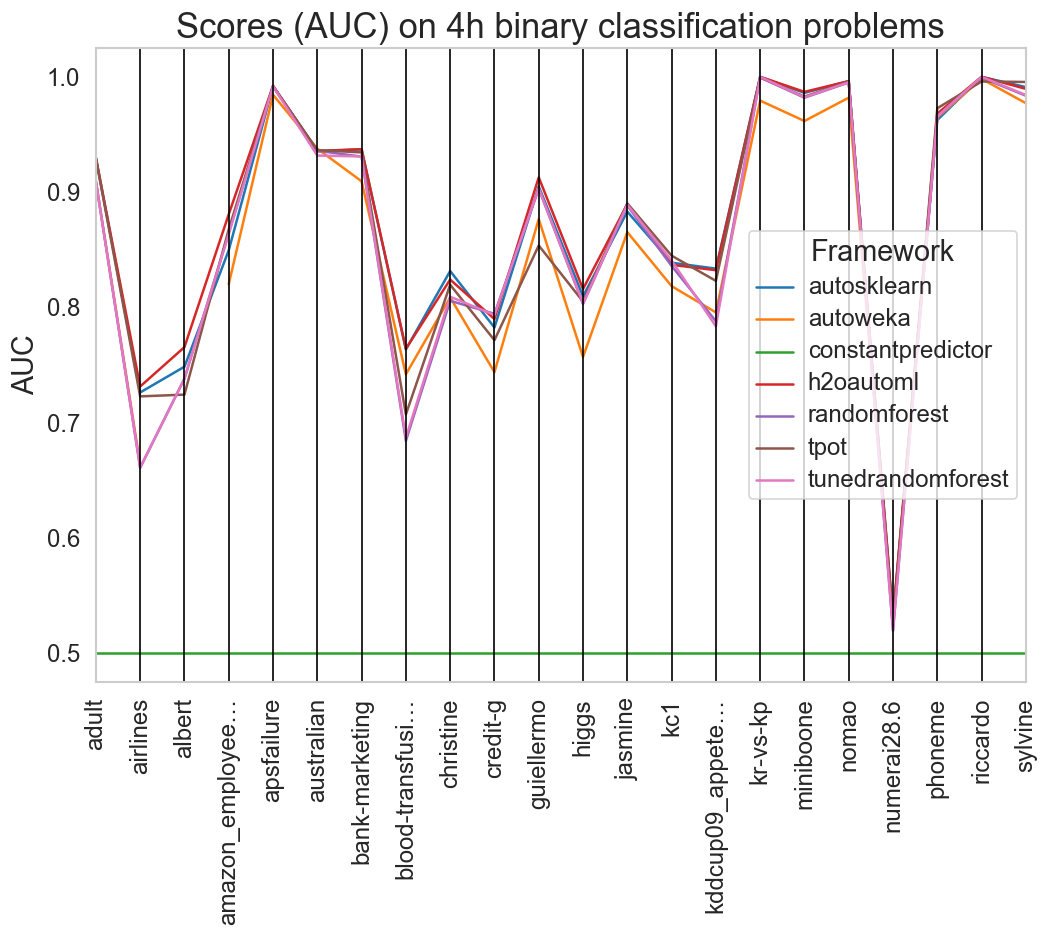 Scores (AUC) on 4h binary classification problems
1.0
0.9
0.8
0.7
0.6
0.5
AUC
Framework
autosklearn
autoweka
constantpredictor
h2oautoml
randomforest
tpot
tunedrandomforest
adult
airlines
albert
amazon_employee…
apsfailure
australian
bank-marketing
blood-transfusi…
christine
credit-g
guiellermo
higgs
jasmine
kc1
kddcup09_appete…
kr-vs-kp
miniboone
nomao
numerai28.6
phoneme
riccardo
sylvine